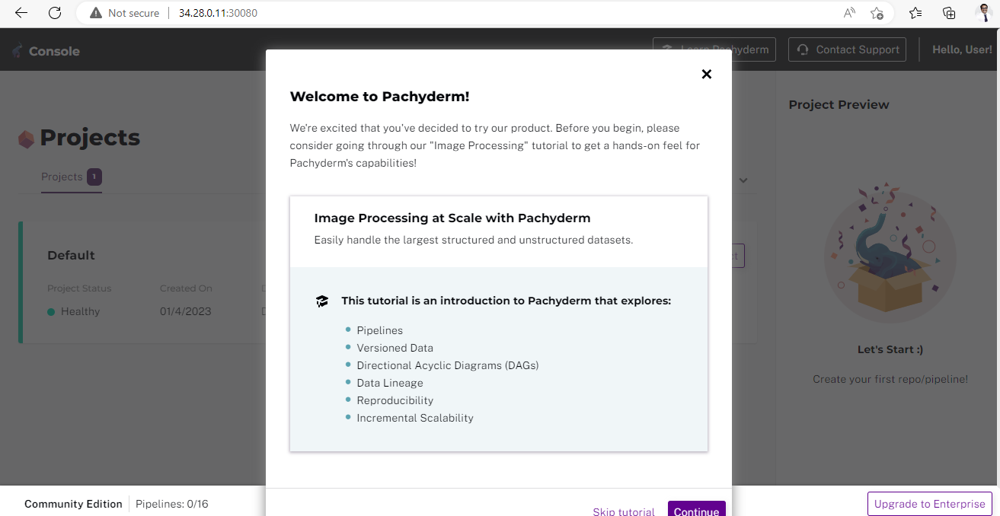 Not secure
34.28.0.11:30080
Console
Learn Pachyderm
Contact Support
Hello, User!
Projects
Projects 1
Default
Project Status
Created On
Healthy
01/4/2023
Welcome to Pachyderm!
We're excited that you've decided to try our product. Before you begin, please
consider going through our "Image Processing" tutorial to get a hands-on feel for
Pachyderm's capabilities!
Image Processing at Scale with Pachyderm
Easily handle the largest structured and unstructured datasets.
This tutorial is an introduction to Pachyderm that explores:
Pipelines
Versioned Data
Directional Acyclic Diagrams (DAGs)
Data Lineage
Reproducibility
Incremental Scalability
Skip tutorial
Continue
Project Preview
Let's Start :)
Create your first repo/pipeline!
Community Edition
Pipelines: 0/16
Upgrade to Enterprise